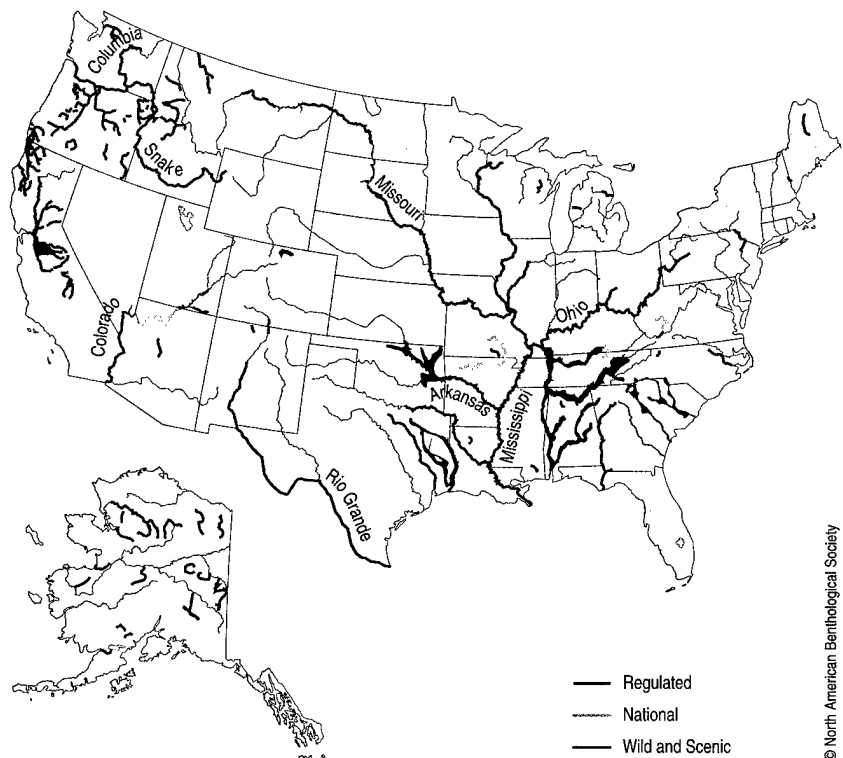 Columbia
Snake
Missouri
Colorado
Ohio
Arkansas
Mississippi
Rio Grande
Regulated
National
Wild and Scenic
© North American Benthological Society